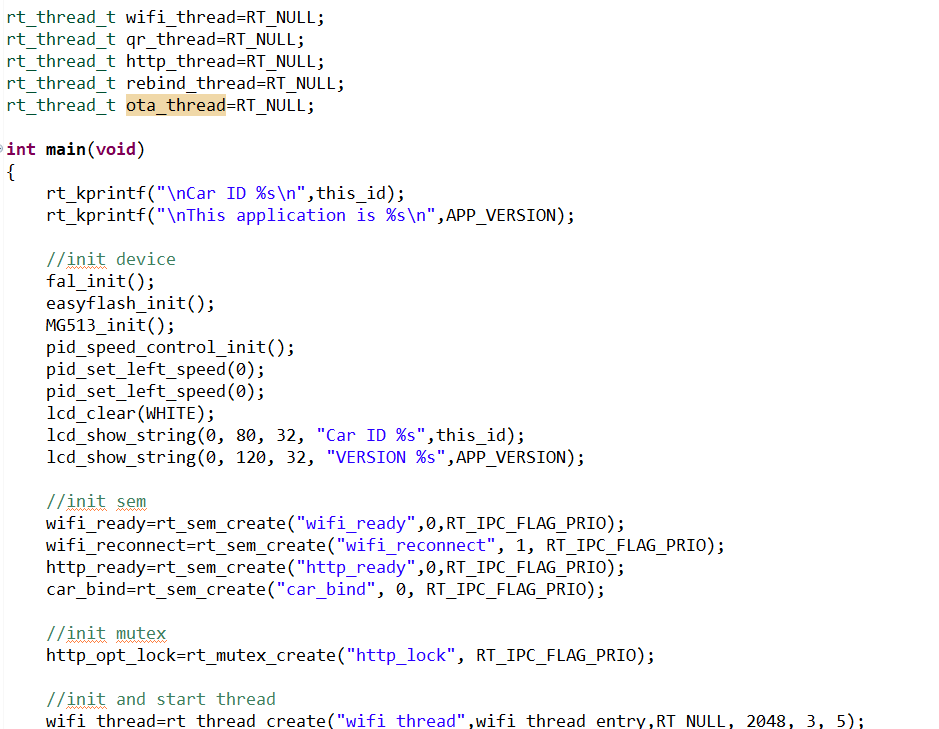 rt_thread_t wifi_thread=RT_NULL;
rt_thread_t qr_thread=RT_NULL;
rt_thread_t http_thread=RT_NULL;
rt_thread_t rebind_thread=RT_NULL;
rt_thread_t ota_thread=RT_NULL;
int main(void)
{
rt_kprintf("\nCar ID %s\n",this_id);
rt_kprintf("\nThis application is %s\n",APP_VERSION);
//init device
fal_init();
easyflash_init();
MG513_init();
pid_speed_control_init();
pid_set_left_speed(0);
pid_set_left_speed(0);
lcd_clear(WHITE);
lcd_show_string(0, 80, 32, "Car ID %s",this_id);
lcd_show_string(0, 120, 32, "VERSION %s",APP_VERSION);
//init sem
wifi_ready=rt_sem_create("wifi_ready",0,RT_IPC_FLAG_PRIO);
wifi_reconnect=rt_sem_create("wifi_reconnect", 1, RT_IPC_FLAG_PRIO);
http_ready=rt_sem_create("http_ready",0,RT_IPC_FLAG_PRIO);
car_bind=rt_sem_create("car_bind", 0, RT_IPC_FLAG_PRIO);
//init mutex
http_opt_lock=rt_mutex_create("http_lock", RT_IPC_FLAG_PRIO);
//init and start thread
wifi_thread=rt_thread_create("wifi_thread",wifi_thread_entry,RT_NULL, 2048, 3, 5);